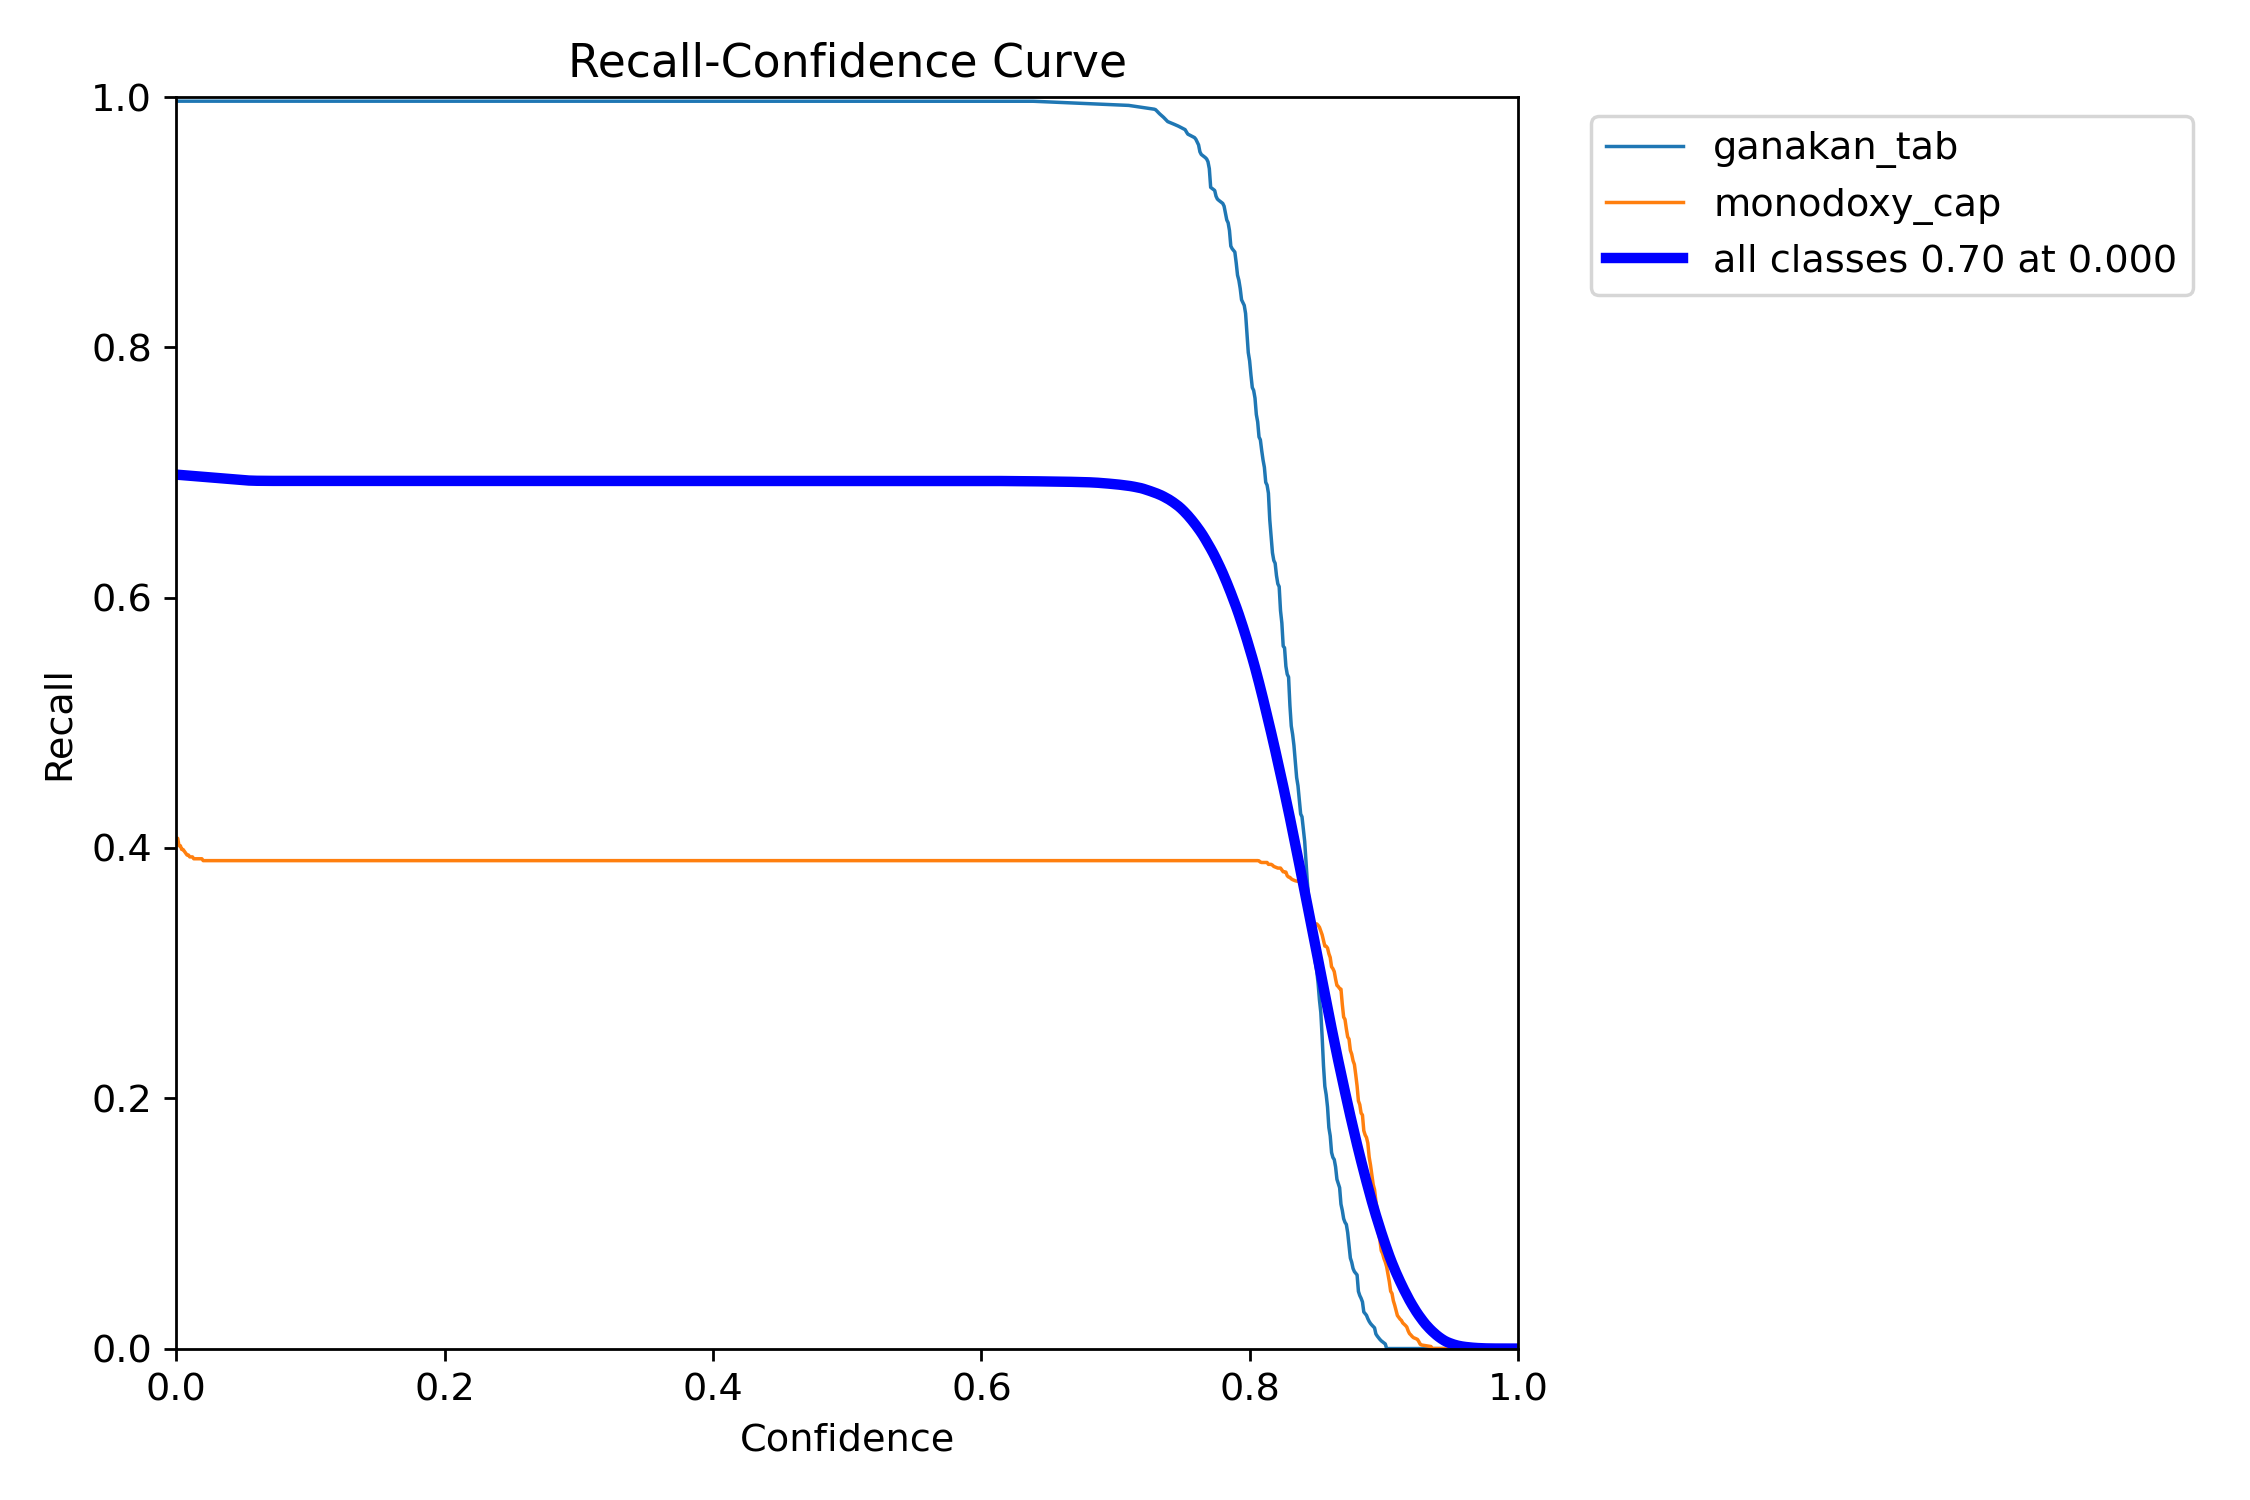 Recall-Confidence Curve
1.0
0.8
0.6
0.4
0.2
0.0
Recall
0.0 0.2 0.4 0.6 0.8 1.0
Confidence
ganakan_tab
monodoxy_cap
all classes 0.70 at 0.000